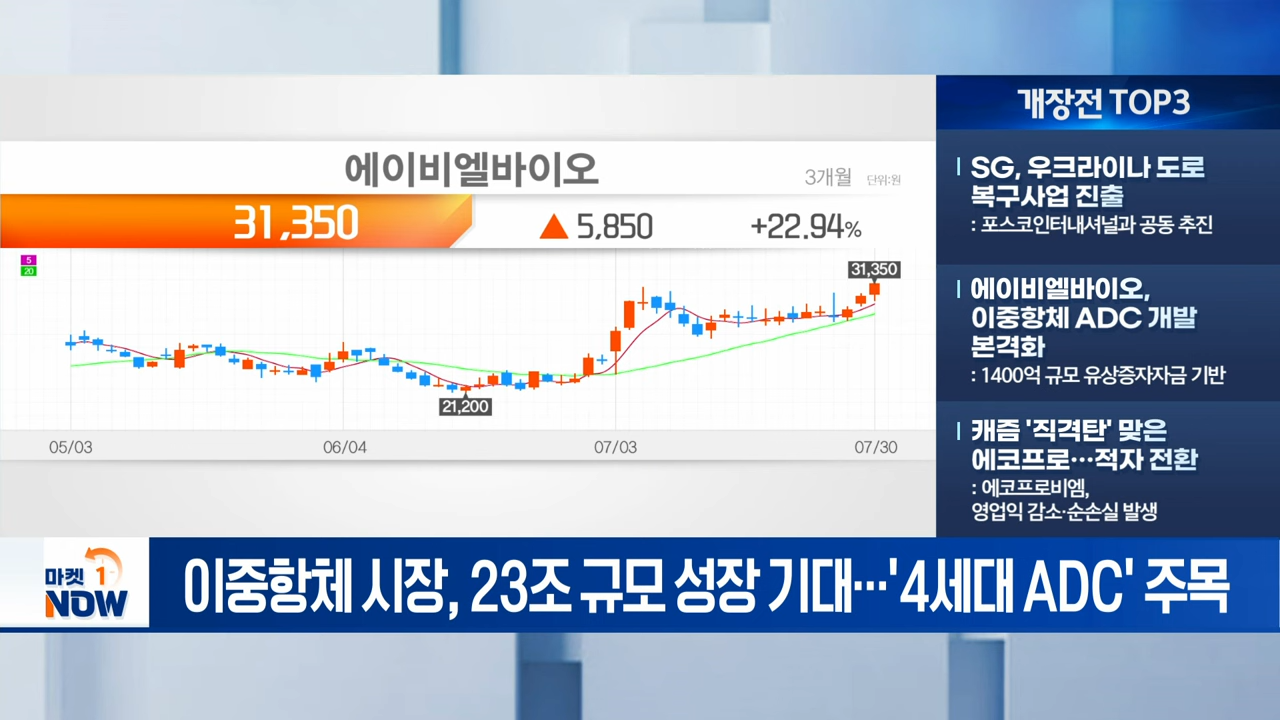 에이비엘바이오
3개월 단위:원
31,350 ▲ 5,850 +22.94%
5
20
31,350
21,200
05/03 06/04 07/03 07/30
개장전 TOP3
SG, 우크라이나 도로
복구사업 진출
: 포스코인터내셔널과 공동 추진
에이비엘바이오,
이중항체 ADC 개발
본격화
: 1400억 규모 유상증자자금 기반
캐즘 '직격탄' 맞은
에코프로…적자 전환
: 에코프로비엠,
영업익 감소·순손실 발생
마켓 1
NOW
이중항체 시장, 23조 규모 성장 기대…'4세대 ADC' 주목